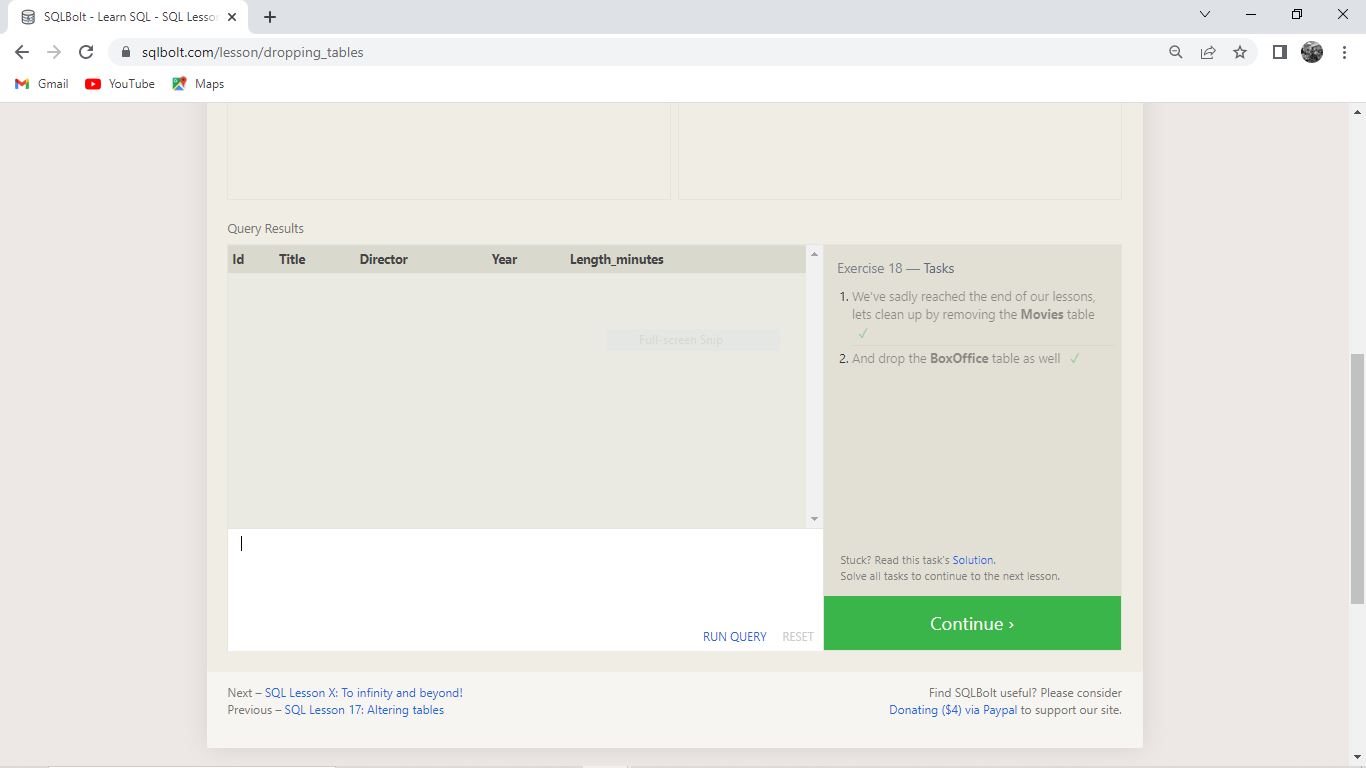 SQLBolt - Learn SQL - SQL Lesso
sqlbolt.com/lesson/dropping_tables
Gmail YouTube Maps
Query Results
Id Title Director Year Length_minutes
Full-screen Snip
Exercise 18 — Tasks
1. We've sadly reached the end of our lessons,
lets clean up by removing the Movies table
✓
2. And drop the BoxOffice table as well ✓
Stuck? Read this task's Solution.
Solve all tasks to continue to the next lesson.
Continue ›
RUN QUERY RESET
Next – SQL Lesson X: To infinity and beyond!
Previous – SQL Lesson 17: Altering tables
Find SQLBolt useful? Please consider
Donating ($4) via Paypal to support our site.